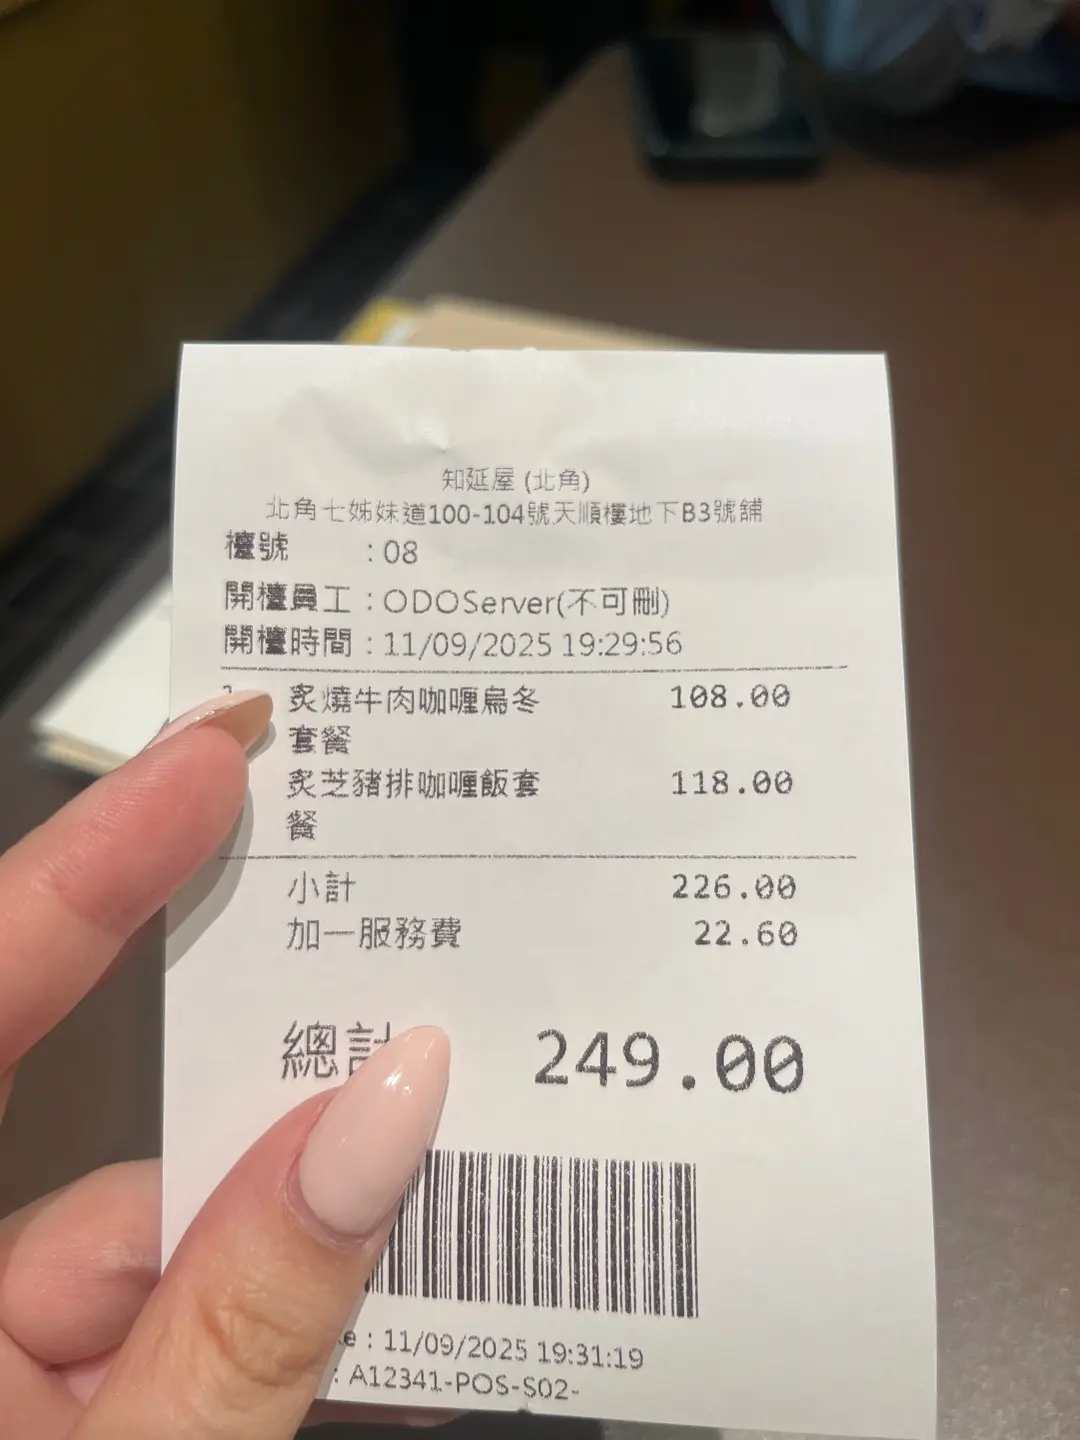 知延屋 (北角)
北角七姊妹道100-104號天順樓地下B3號舖
檯號 : 08
開檯員工 : ODOServer(不可刪)
開檯時間 : 11/09/2025 19:29:56
炙燒牛肉咖喱烏冬 108.00
套餐
炙芝豬排咖喱飯套 118.00
餐
小計 226.00
加一服務費 22.60
總計 249.00
: 11/09/2025 19:31:19
: A12341-POS-S02-